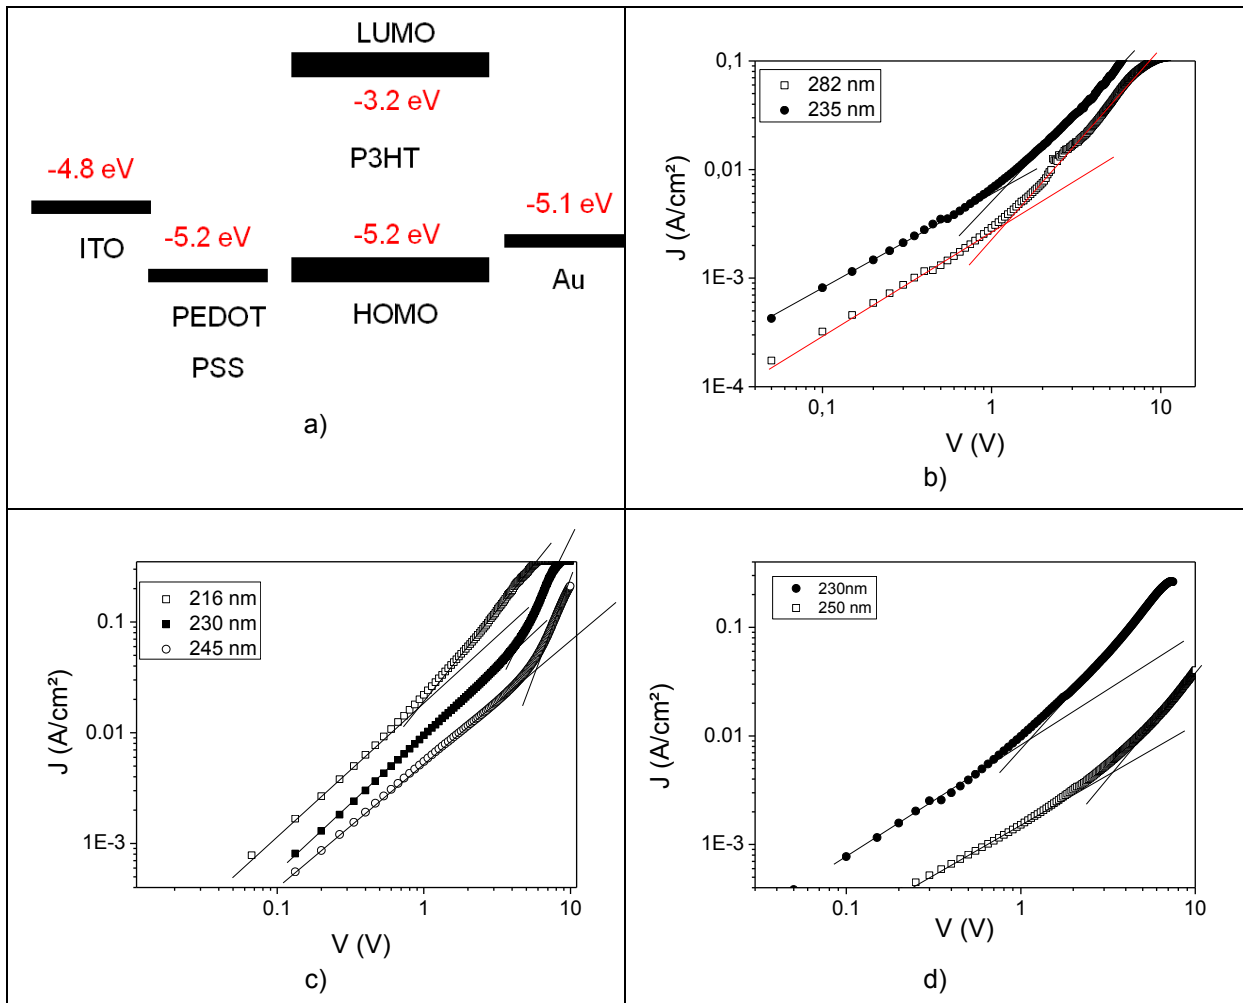 LUMO
-3.2 eV
P3HT
-4.8 eV
ITO
-5.2 eV
PEDOT
PSS
-5.2 eV
HOMO
-5.1 eV
Au
a)
282 nm
235 nm
J (A/cm²)
0,1
0,01
1E-3
1E-4
0,1
1
10
V (V)
b)
216 nm
230 nm
245 nm
J (A/cm²)
0.1
0.01
1E-3
0.1
1
10
V (V)
c)
230nm
250 nm
J (A/cm²)
0.1
0.01
1E-3
0.1
1
10
V (V)
d)